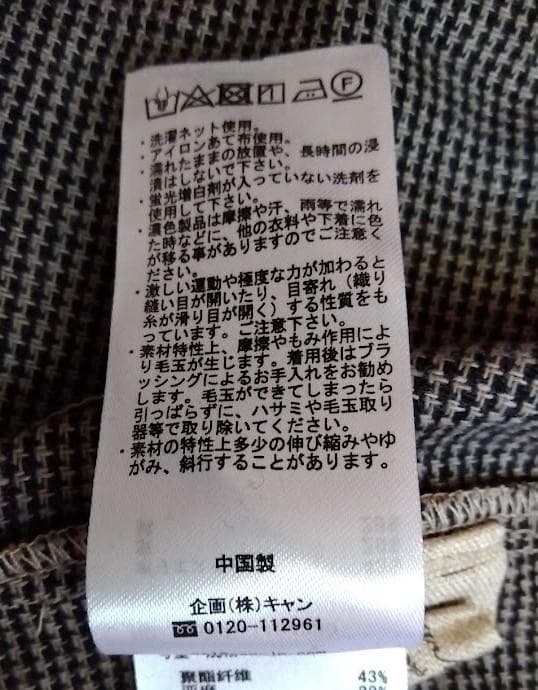 F
・洗濯ネット使用。
・アイロンあて布使用。
・濡れたままの放置や、長時間の浸
漬はしないで下さい。
・蛍光増白剤が入っていない洗剤を
使用して下さい。
・濃色製品は摩擦や汗、雨等で濡れ
た時などに、他の衣料や下着に色
が移る事がありますのでご注意く
ださい。
・激しい運動や極度な力が加わると
縫い目が開いたり、目寄れ(織り
糸が滑り目が開く)する性質をも
っています。ご注意下さい。
・素材特性上、摩擦やもみ作用によ
り毛玉が生じます。着用後はブラ
ッシングによるお手入れをお勧め
します。毛玉ができてしまったら
引っぱらずに、ハサミや毛玉取り
器等で取り除いてください。
・素材の特性上多少の伸び縮みやゆ
がみ、斜行することがあります。
中国製
企画(株)キャン
0120-112961
聚酯纤维 43%